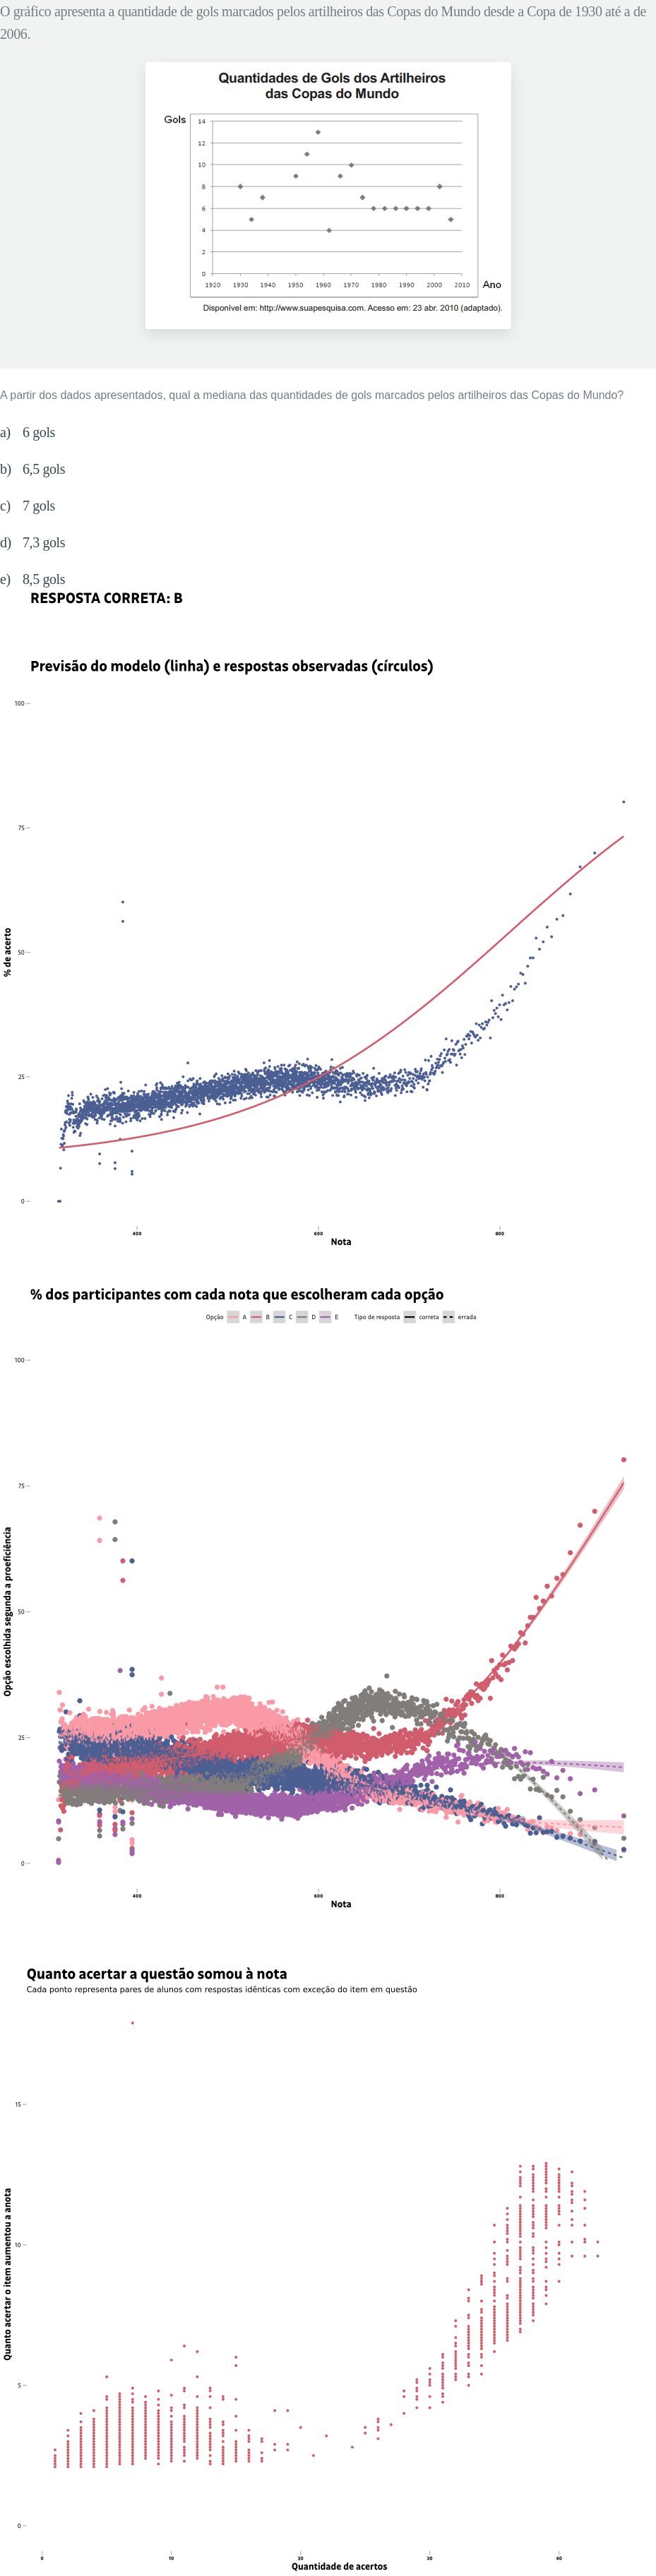 O gráfico apresenta a quantidade de gols marcados pelos artilheiros das Copas do Mundo desde a Copa de 1930 até a de
2006.
Quantidades de Gols dos Artilheiros
das Copas do Mundo
Gols
14
12
10
8
6
4
2
0
1920 1930 1940 1950 1960 1970 1980 1990 2000 2010
Ano
Disponível em: http://www.suapesquisa.com. Acesso em: 23 abr. 2010 (adaptado).
A partir dos dados apresentados, qual a mediana das quantidades de gols marcados pelos artilheiros das Copas do Mundo?
a) 6 gols
b) 6,5 gols
c) 7 gols
d) 7,3 gols
e) 8,5 gols
RESPOSTA CORRETA: B
Previsão do modelo (linha) e respostas observadas (círculos)
100
75
50
25
0
% de acerto
400 600 800
Nota
% dos participantes com cada nota que escolheram cada opção
Opção A B C D E Tipo de resposta correta errada
100
75
50
25
0
Opção escolhida segunda a proeficiência
400 600 800
Nota
Quanto acertar a questão somou à nota
Cada ponto representa pares de alunos com respostas idênticas com exceção do item em questão
15
10
5
0
Quanto acertar o item aumentou a anota
0 10 20 30 40
Quantidade de acertos